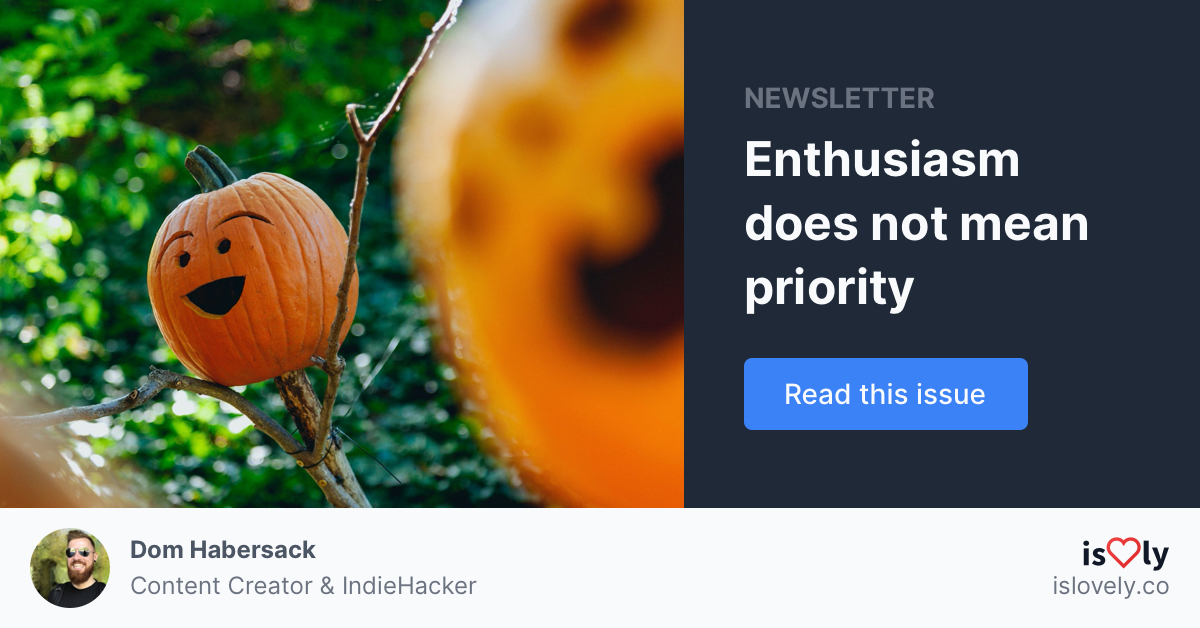 NEWSLETTER
Enthusiasm
does not mean
priority
Read this issue
Dom Habersack
Content Creator & IndieHacker
is♡ly
islovely.co